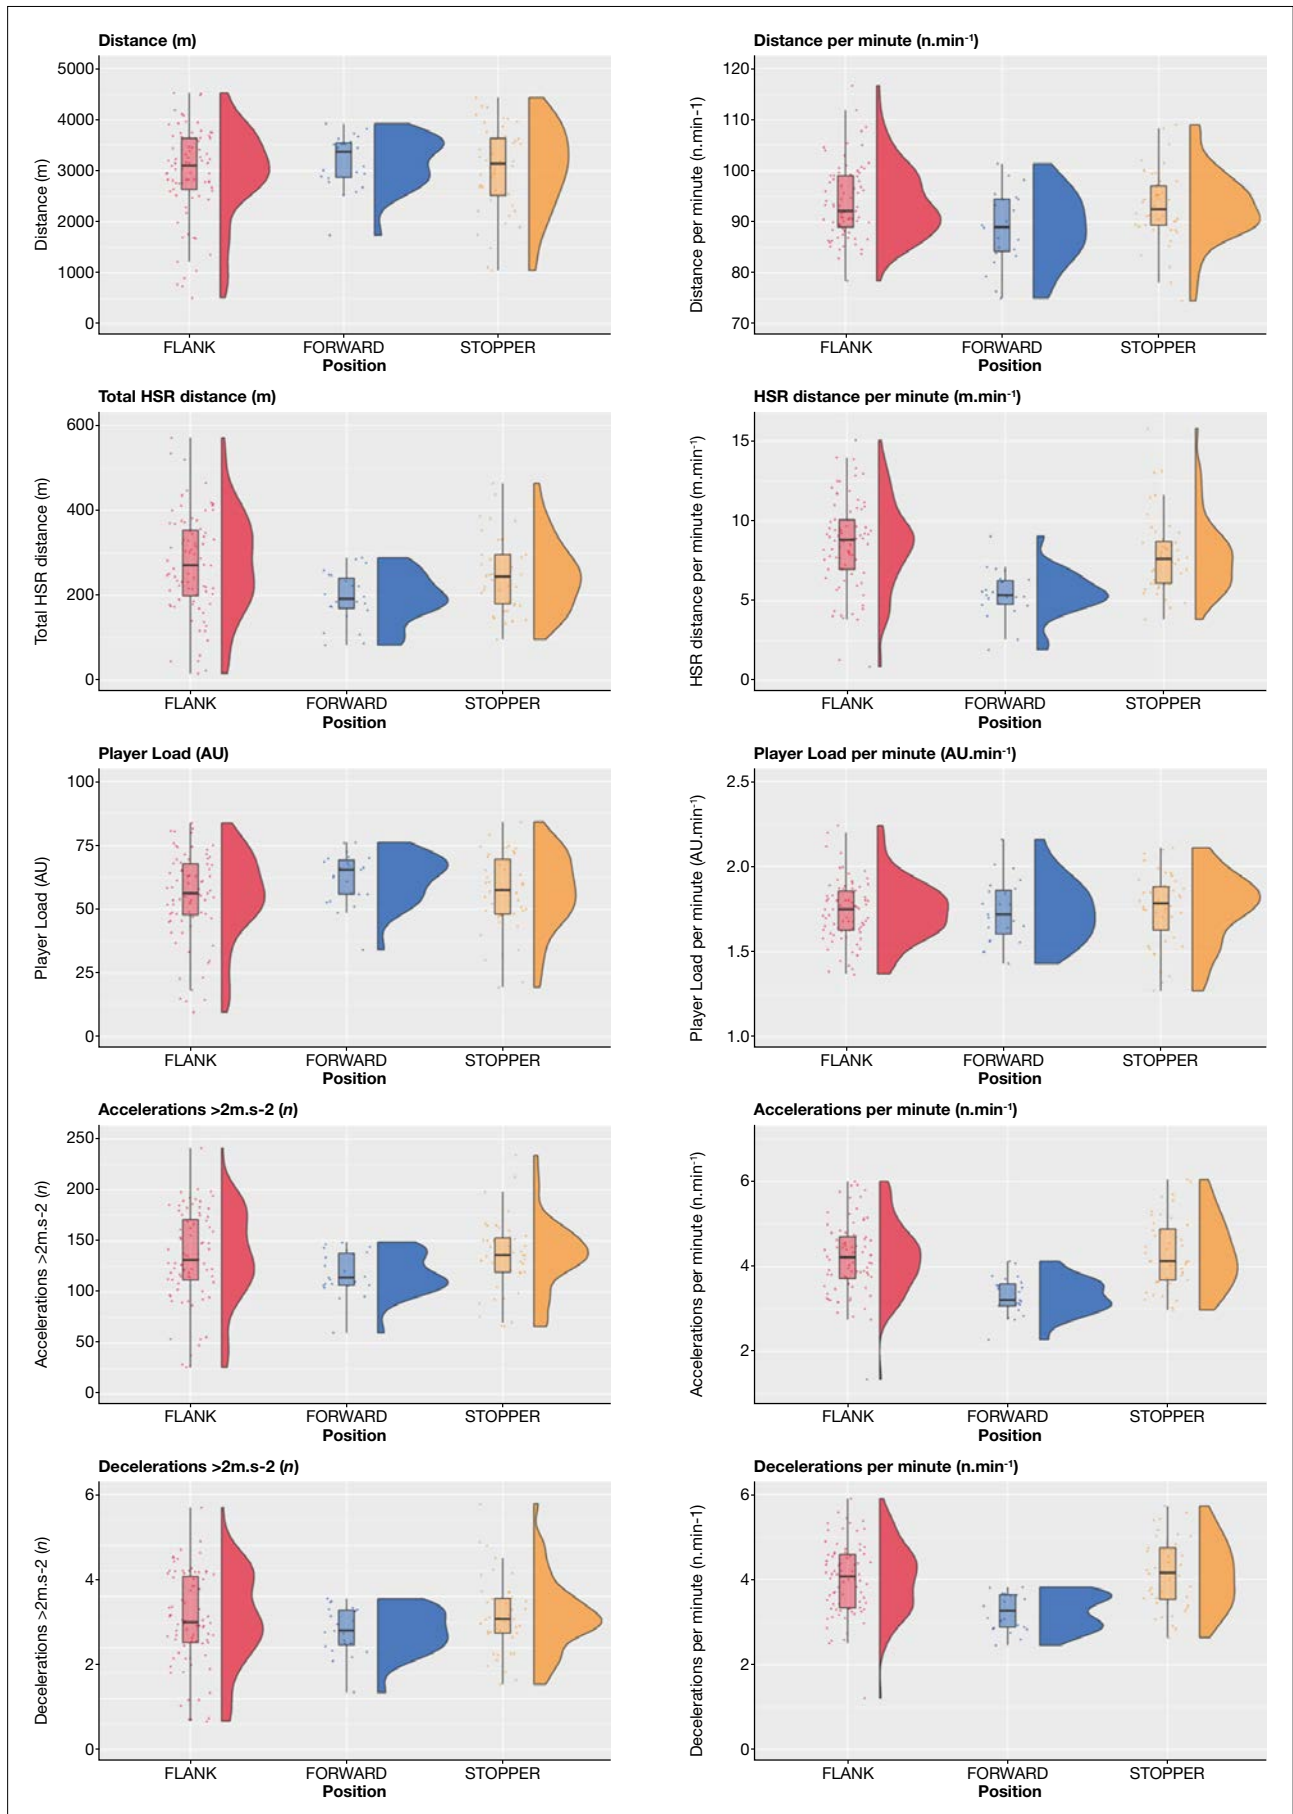 Distance (m)
Distance (m)
5000
4000
3000
2000
1000
0
FLANK FORWARD STOPPER
Position
Distance per minute (n.min⁻¹)
Distance per minute (n.min-1)
120
110
100
90
80
70
FLANK FORWARD STOPPER
Position
Total HSR distance (m)
Total HSR distance (m)
600
400
200
0
FLANK FORWARD STOPPER
Position
HSR distance per minute (m.min⁻¹)
HSR distance per minute (m.min⁻¹)
15
10
5
0
FLANK FORWARD STOPPER
Position
Player Load (AU)
Player Load (AU)
100
75
50
25
0
FLANK FORWARD STOPPER
Position
Player Load per minute (AU.min⁻¹)
Player Load per minute (AU.min⁻¹)
2.5
2.0
1.5
1.0
FLANK FORWARD STOPPER
Position
Accelerations >2m.s-2 (n)
Accelerations >2m.s-2 (n)
250
200
150
100
50
0
FLANK FORWARD STOPPER
Position
Accelerations per minute (n.min⁻¹)
Accelerations per minute (n.min⁻¹)
6
4
2
FLANK FORWARD STOPPER
Position
Decelerations >2m.s-2 (n)
Decelerations >2m.s-2 (n)
6
4
2
0
FLANK FORWARD STOPPER
Position
Decelerations per minute (n.min⁻¹)
Decelerations per minute (n.min-1)
6
4
2
0
FLANK FORWARD STOPPER
Position